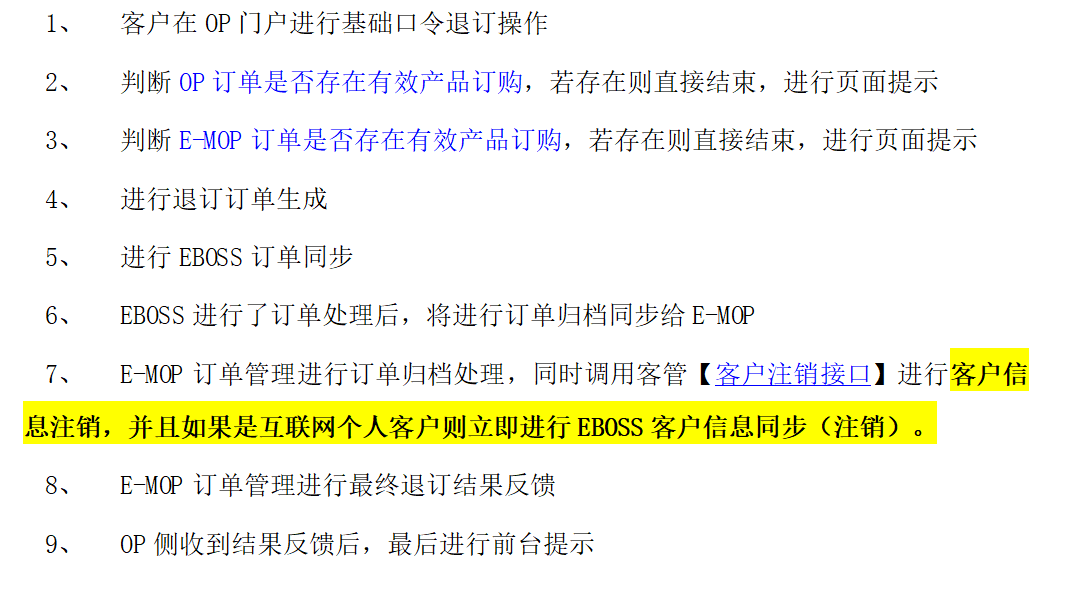 1、 客户在 OP 门户进行基础口令退订操作
2、 判断 OP 订单是否存在有效产品订购，若存在则直接结束，进行页面提示
3、 判断 E-MOP 订单是否存在有效产品订购，若存在则直接结束，进行页面提示
4、 进行退订订单生成
5、 进行 EBOSS 订单同步
6、 EBOSS 进行了订单处理后，将进行订单归档同步给 E-MOP
7、 E-MOP 订单管理进行订单归档处理，同时调用客管【客户注销接口】进行客户信
息注销，并且如果是互联网个人客户则立即进行 EBOSS 客户信息同步（注销）。
8、 E-MOP 订单管理进行最终退订结果反馈
9、 OP 侧收到结果反馈后，最后进行前台提示